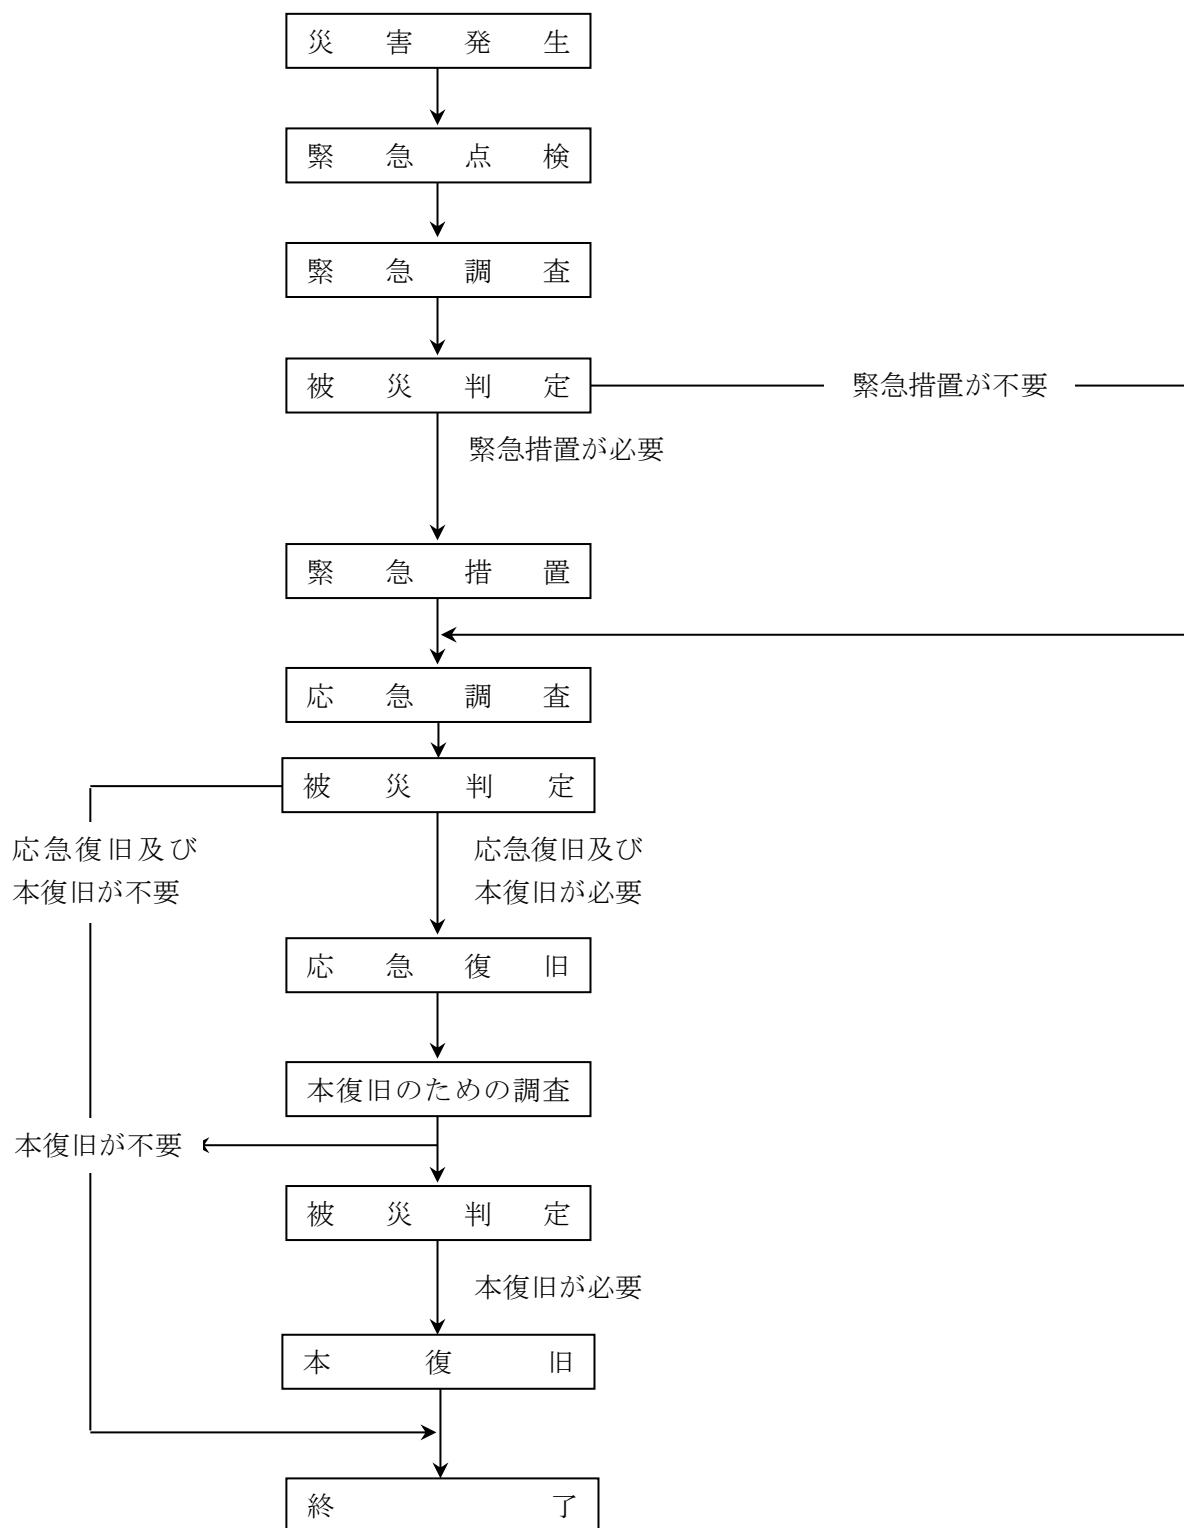 災害発生
緊急点検
緊急調査
被災判定
緊急措置が不要
緊急措置が必要
緊急措置
応急調査
被災判定
応急復旧及び
本復旧が不要
応急復旧及び
本復旧が必要
応急復旧
本復旧のための調査
本復旧が不要
被災判定
本復旧が必要
本復旧
終了